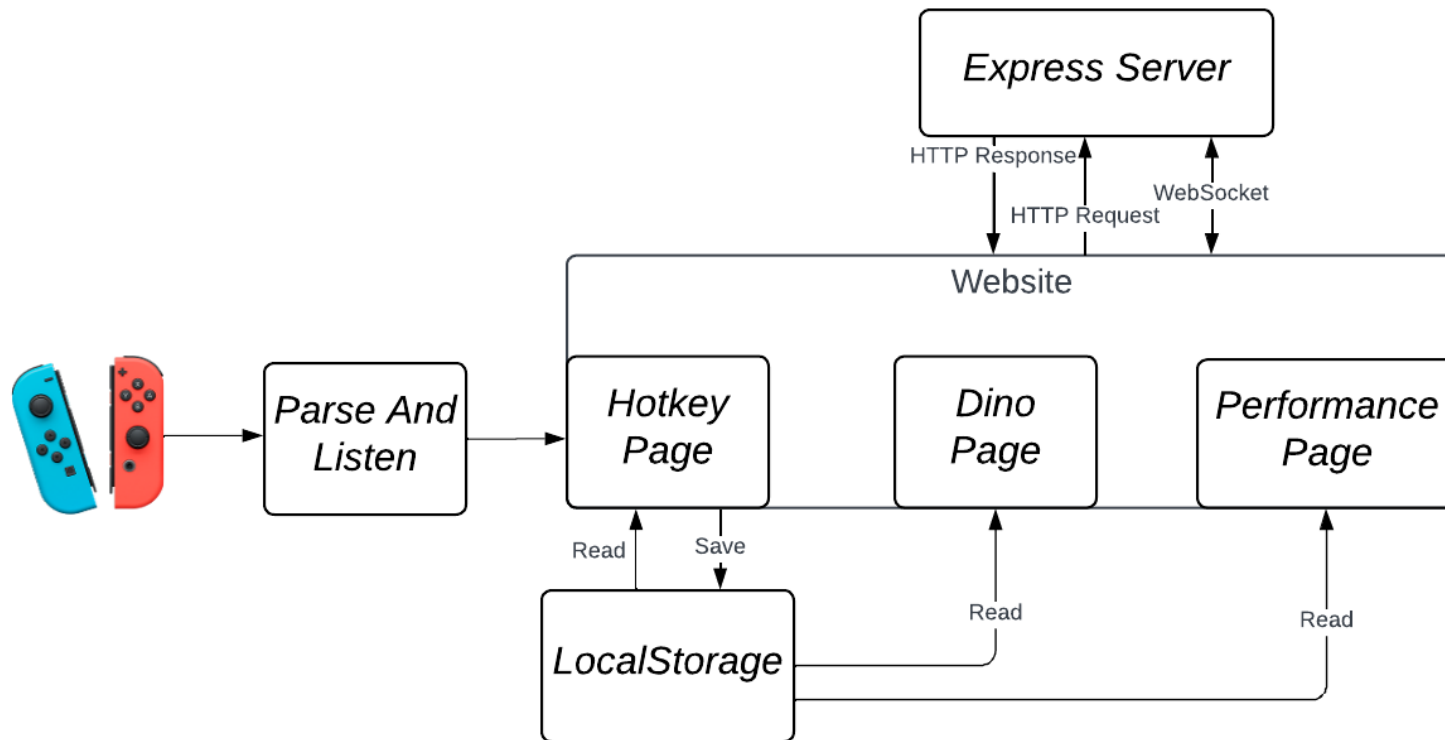 Express Server
HTTP Response
WebSocket
HTTP Request
Website
Parse And
Listen
Hotkey
Page
Dino
Page
Performance
Page
Read
Save
Read
Read
LocalStorage